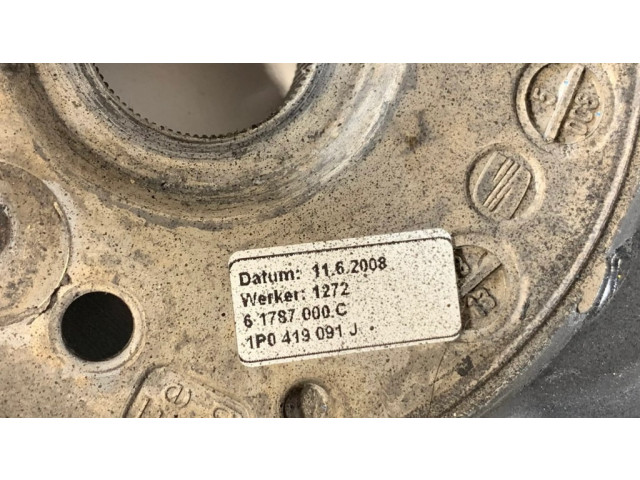 Datum: 11.6.2008
Werker: 1272
6 1787 000 C
1P0 419 091 J